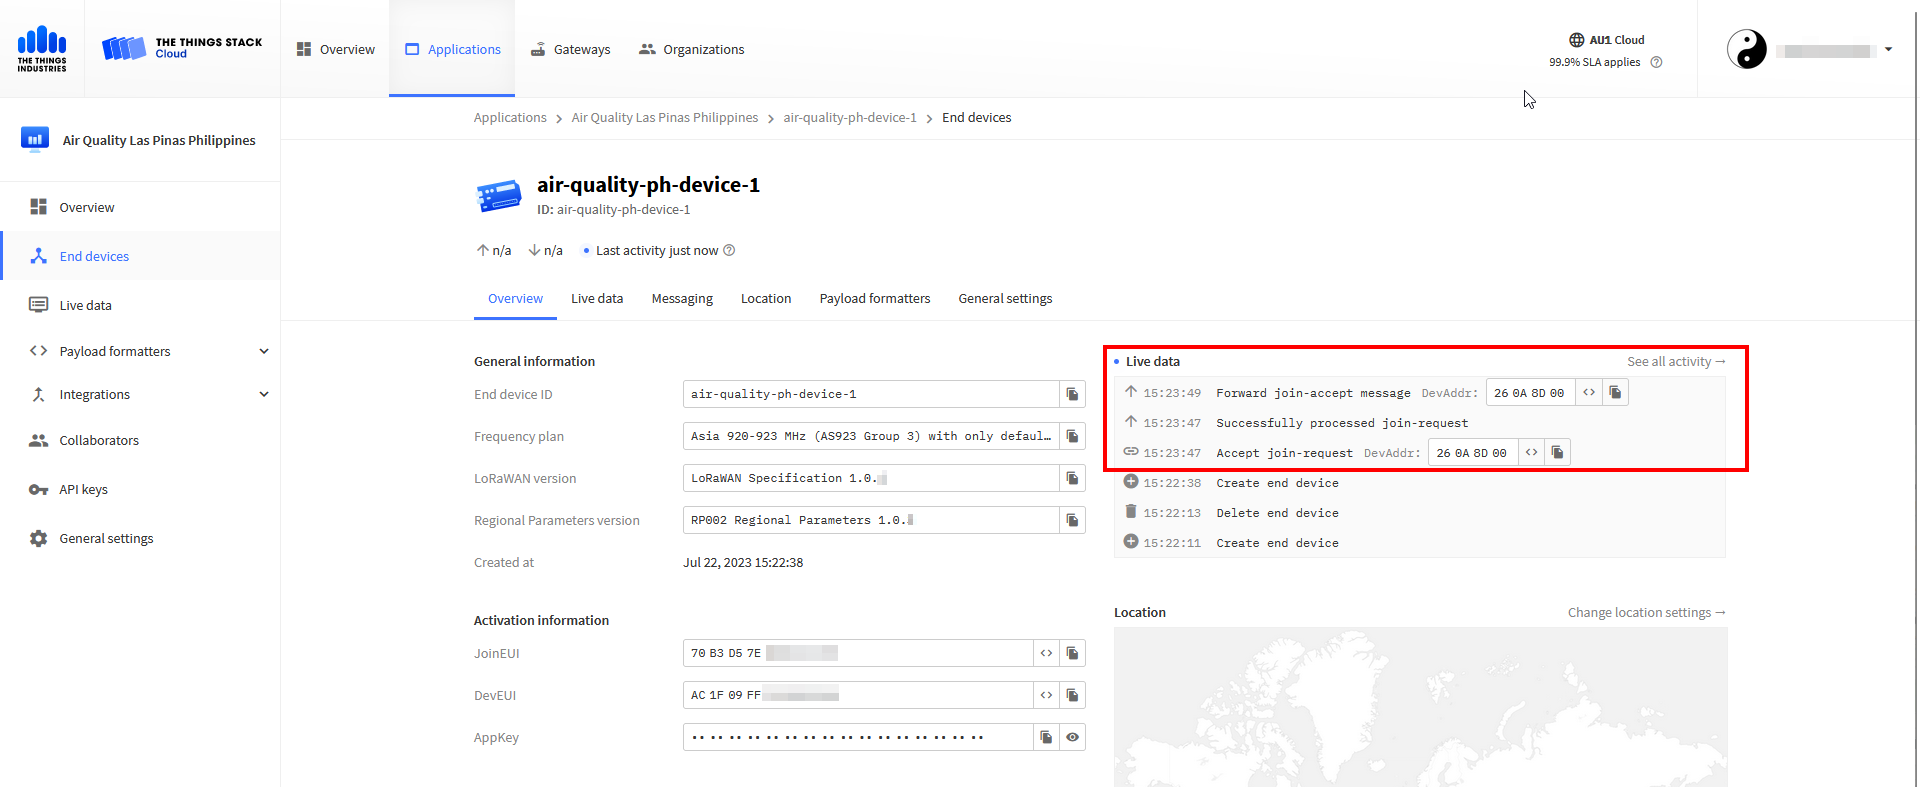 THE THINGS INDUSTRIES
THE THINGS STACK
Cloud
Overview
Applications
Gateways
Organizations
AU1 Cloud
99.9% SLA applies
Air Quality Las Pinas Philippines
Overview
End devices
Live data
Payload formatters
Integrations
Collaborators
API keys
General settings
Applications > Air Quality Las Pinas Philippines > air-quality-ph-device-1 > End devices
air-quality-ph-device-1
ID: air-quality-ph-device-1
↑ n/a ↓ n/a • Last activity just now
Overview Live data Messaging Location Payload formatters General settings
General information
End device ID air-quality-ph-device-1
Frequency plan Asia 920-923 MHz (AS923 Group 3) with only defaul…
LoRaWAN version LoRaWAN Specification 1.0.
Regional Parameters version RP002 Regional Parameters 1.0.
Created at Jul 22, 2023 15:22:38
Activation information
JoinEUI 70 B3 D5 7E
DevEUI AC 1F 09 FF
AppKey •• •• •• •• •• •• •• •• •• •• •• •• •• •• •• ••
Live data See all activity →
15:23:49 Forward join-accept message DevAddr: 26 0A 8D 00 <>
15:23:47 Successfully processed join-request
15:23:47 Accept join-request DevAddr: 26 0A 8D 00 <>
15:22:38 Create end device
15:22:13 Delete end device
15:22:11 Create end device
Location Change location settings →